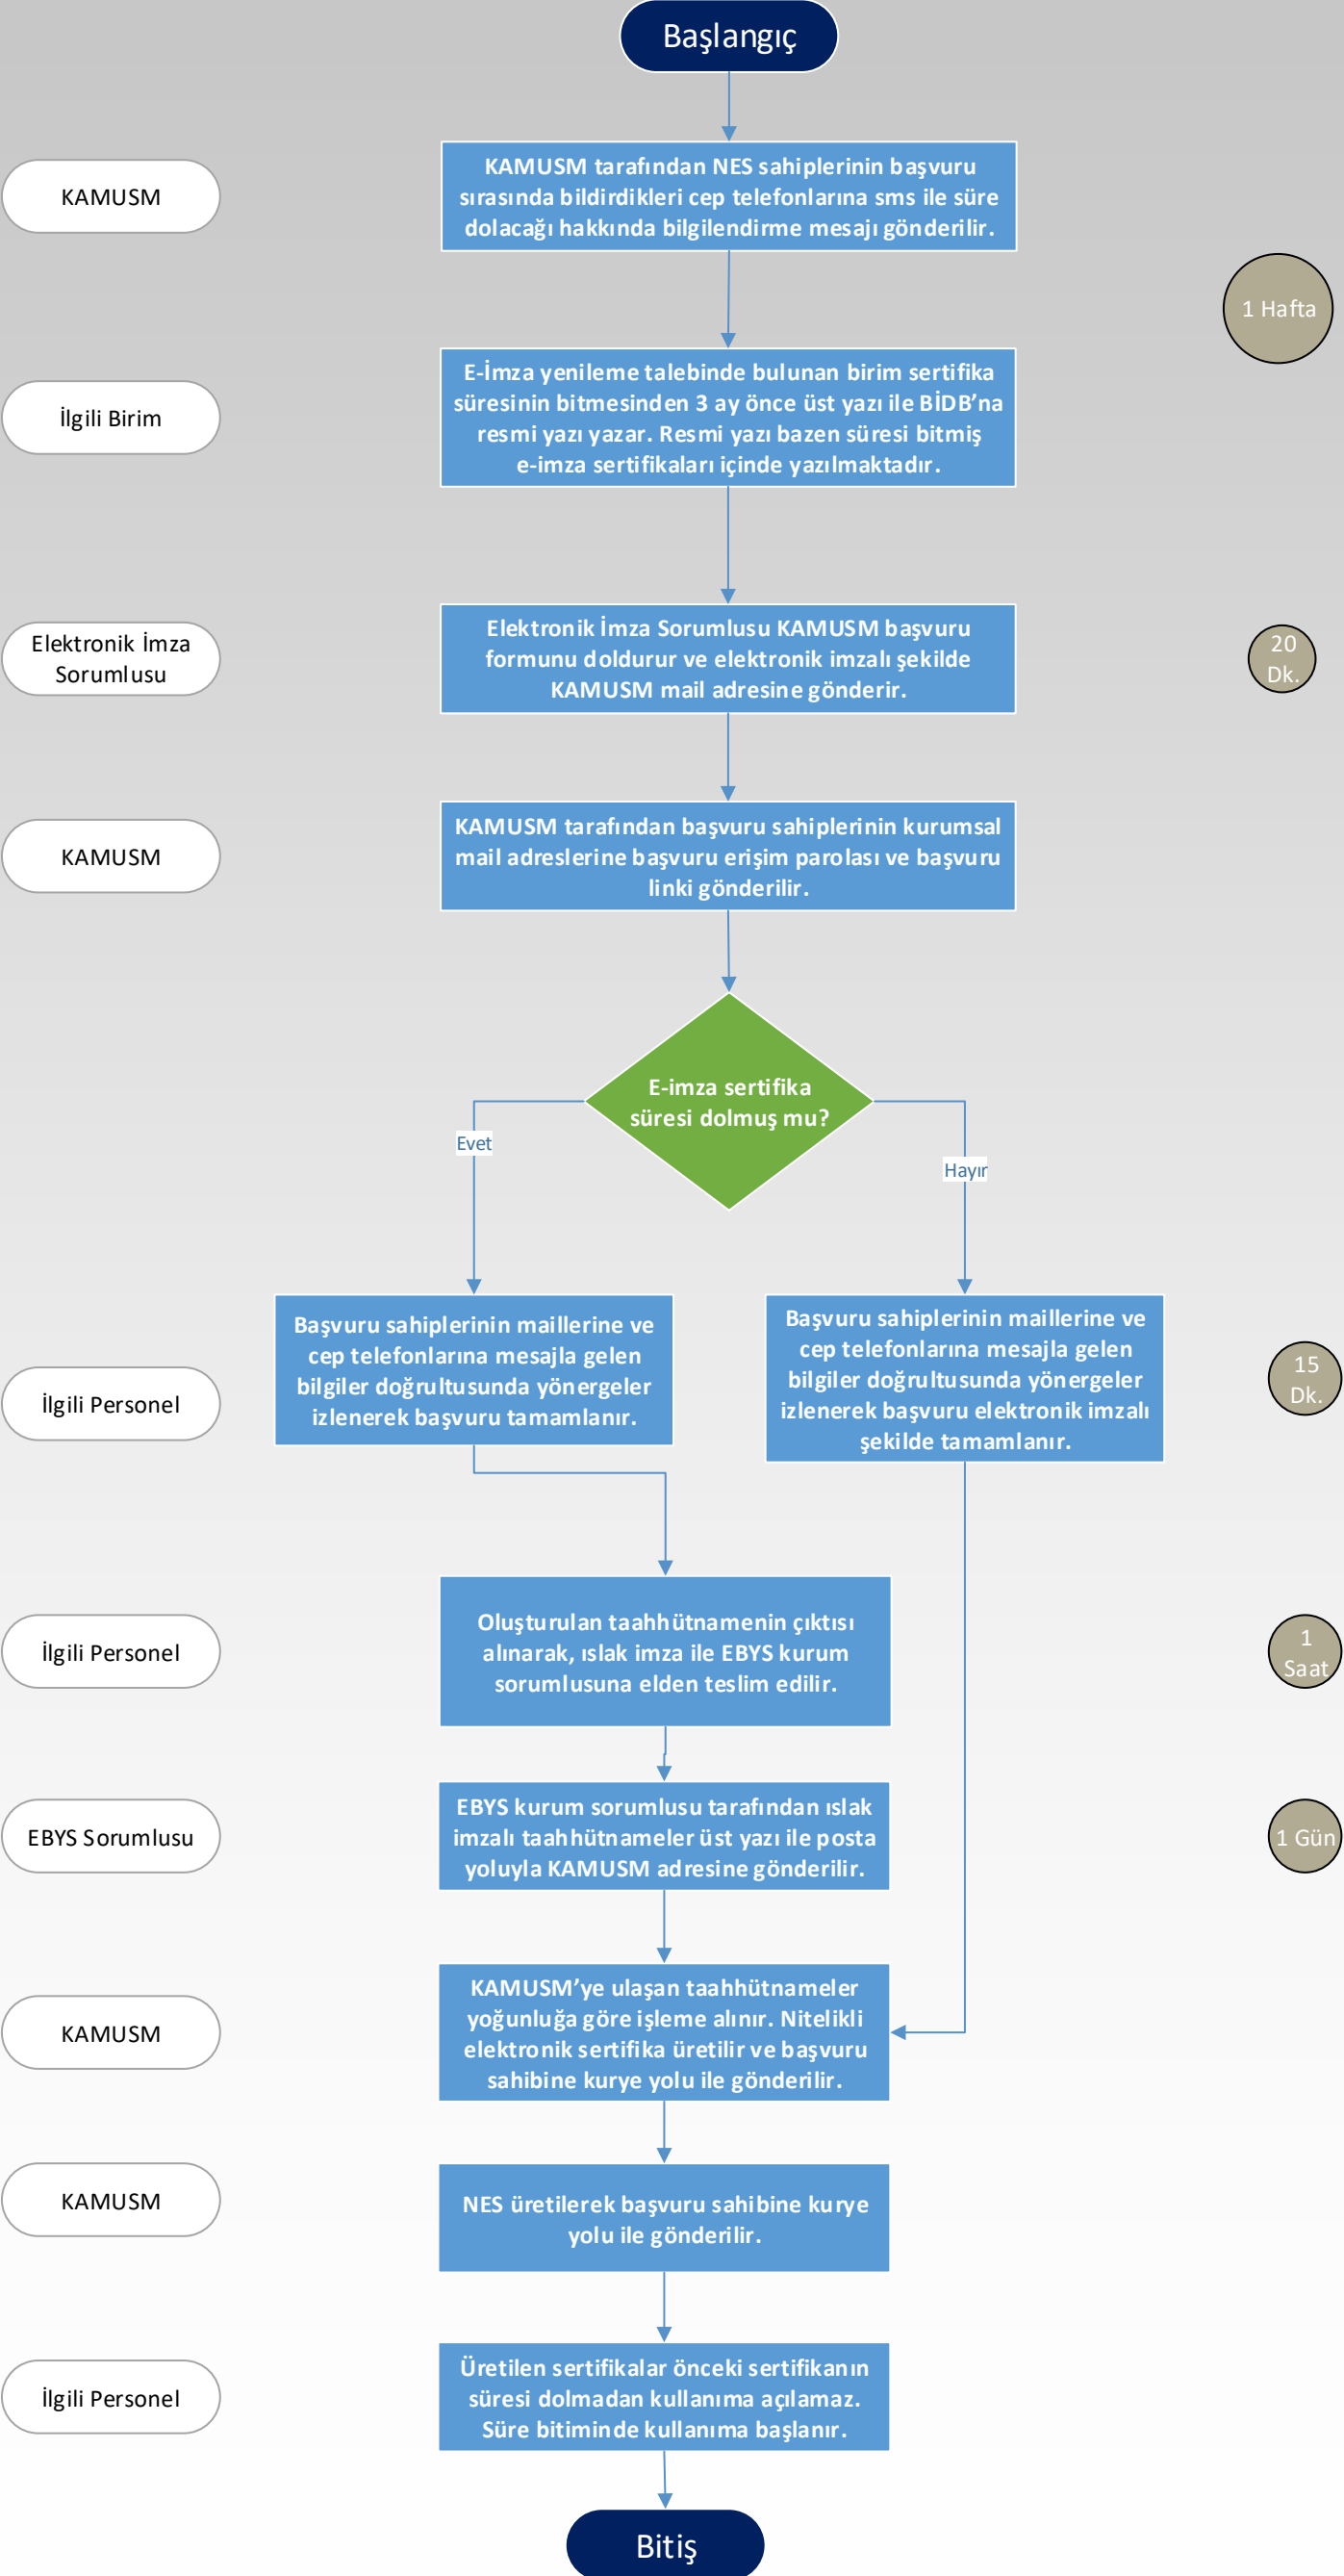 Başlangıç
KAMUSM
KAMUSM tarafından NES sahiplerinin başvuru
sırasında bildirdikleri cep telefonlarına sms ile süre
dolacağı hakkında bilgilendirme mesajı gönderilir.
1 Hafta
İlgili Birim
E-İmza yenileme talebinde bulunan birim sertifika
süresinin bitmesinden 3 ay önce üst yazı ile BİDB’na
resmi yazı yazar. Resmi yazı bazen süresi bitmiş
e-imza sertifikaları içinde yazılmaktadır.
Elektronik İmza
Sorumlusu
Elektronik İmza Sorumlusu KAMUSM başvuru
formunu doldurur ve elektronik imzalı şekilde
KAMUSM mail adresine gönderir.
20
Dk.
KAMUSM
KAMUSM tarafından başvuru sahiplerinin kurumsal
mail adreslerine başvuru erişim parolası ve başvuru
linki gönderilir.
E-imza sertifika
süresi dolmuş mu?
Evet
Hayır
İlgili Personel
Başvuru sahiplerinin maillerine ve
cep telefonlarına mesajla gelen
bilgiler doğrultusunda yönergeler
izlenerek başvuru tamamlanır.
Başvuru sahiplerinin maillerine ve
cep telefonlarına mesajla gelen
bilgiler doğrultusunda yönergeler
izlenerek başvuru elektronik imzalı
şekilde tamamlanır.
15
Dk.
İlgili Personel
Oluşturulan taahhütnamenin çıktısı
alınarak, ıslak imza ile EBYS kurum
sorumlusuna elden teslim edilir.
1
Saat
EBYS Sorumlusu
EBYS kurum sorumlusu tarafından ıslak
imzalı taahhütnameler üst yazı ile posta
yoluyla KAMUSM adresine gönderilir.
1 Gün
KAMUSM
KAMUSM’ye ulaşan taahhütnameler
yoğunluğa göre işleme alınır. Nitelikli
elektronik sertifika üretilir ve başvuru
sahibine kurye yolu ile gönderilir.
KAMUSM
NES üretilerek başvuru sahibine kurye
yolu ile gönderilir.
İlgili Personel
Üretilen sertifikalar önceki sertifikanın
süresi dolmadan kullanıma açılamaz.
Süre bitiminde kullanıma başlanır.
Bitiş